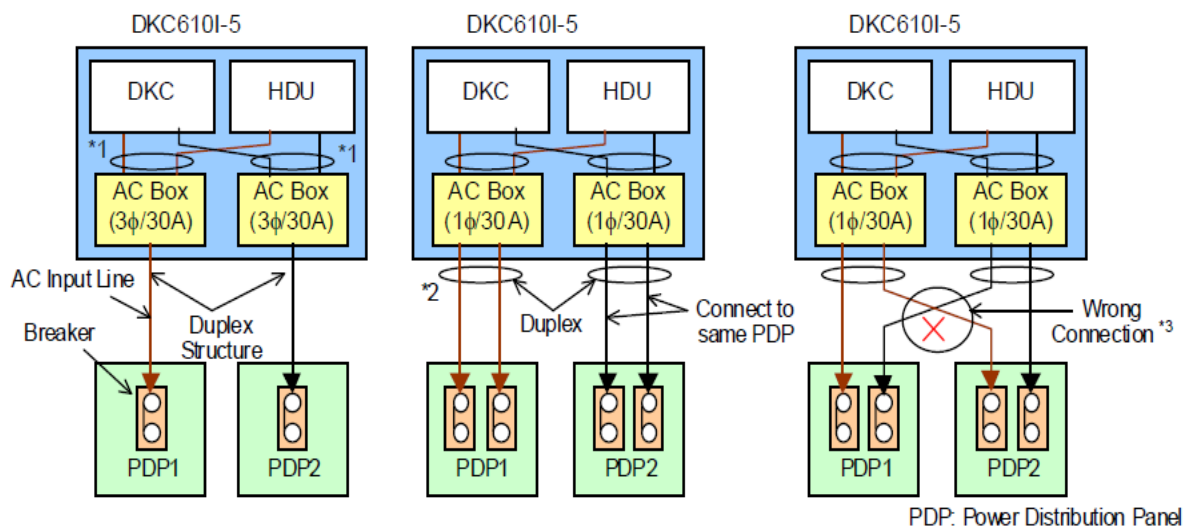 DKC610I-5
DKC
HDU
*1
*1
AC Box
(3ϕ/30A)
AC Box
(3ϕ/30A)
AC Input Line
Breaker
Duplex
Structure
PDP1
PDP2
DKC610I-5
DKC
HDU
AC Box
(1ϕ/30A)
AC Box
(1ϕ/30A)
*2
Duplex
Connect to
same PDP
PDP1
PDP2
DKC610I-5
DKC
HDU
AC Box
(1ϕ/30A)
AC Box
(1ϕ/30A)
Wrong
Connection *3
PDP1
PDP2
PDP: Power Distribution Panel